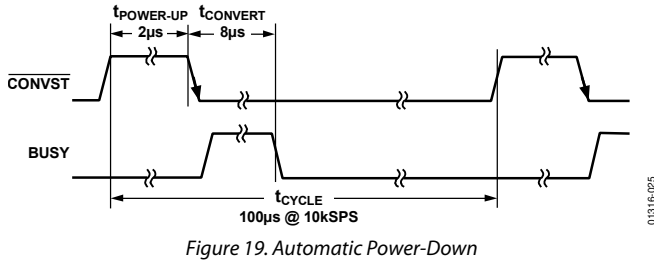 tPOWER-UP tCONVERT
2µs 8µs
CONVST
BUSY
tCYCLE
100µs @ 10kSPS
01316-025
Figure 19. Automatic Power-Down